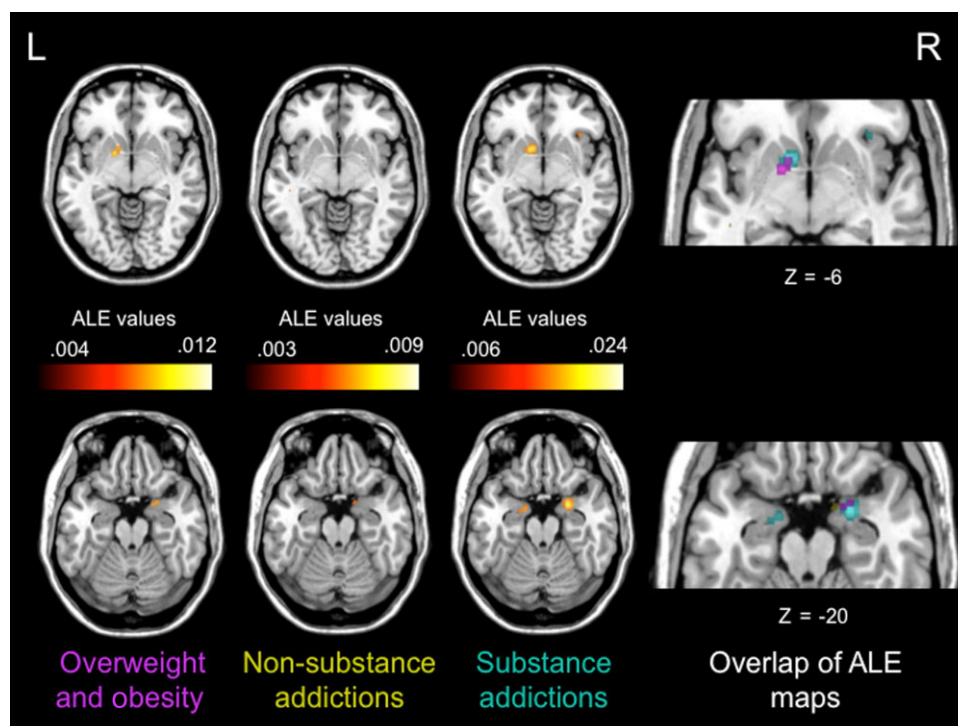 L
R
Z = -6
ALE values
ALE values
ALE values
.004 .012
.003 .009
.006 .024
Z = -20
Overweight
and obesity
Non-substance
addictions
Substance
addictions
Overlap of ALE
maps